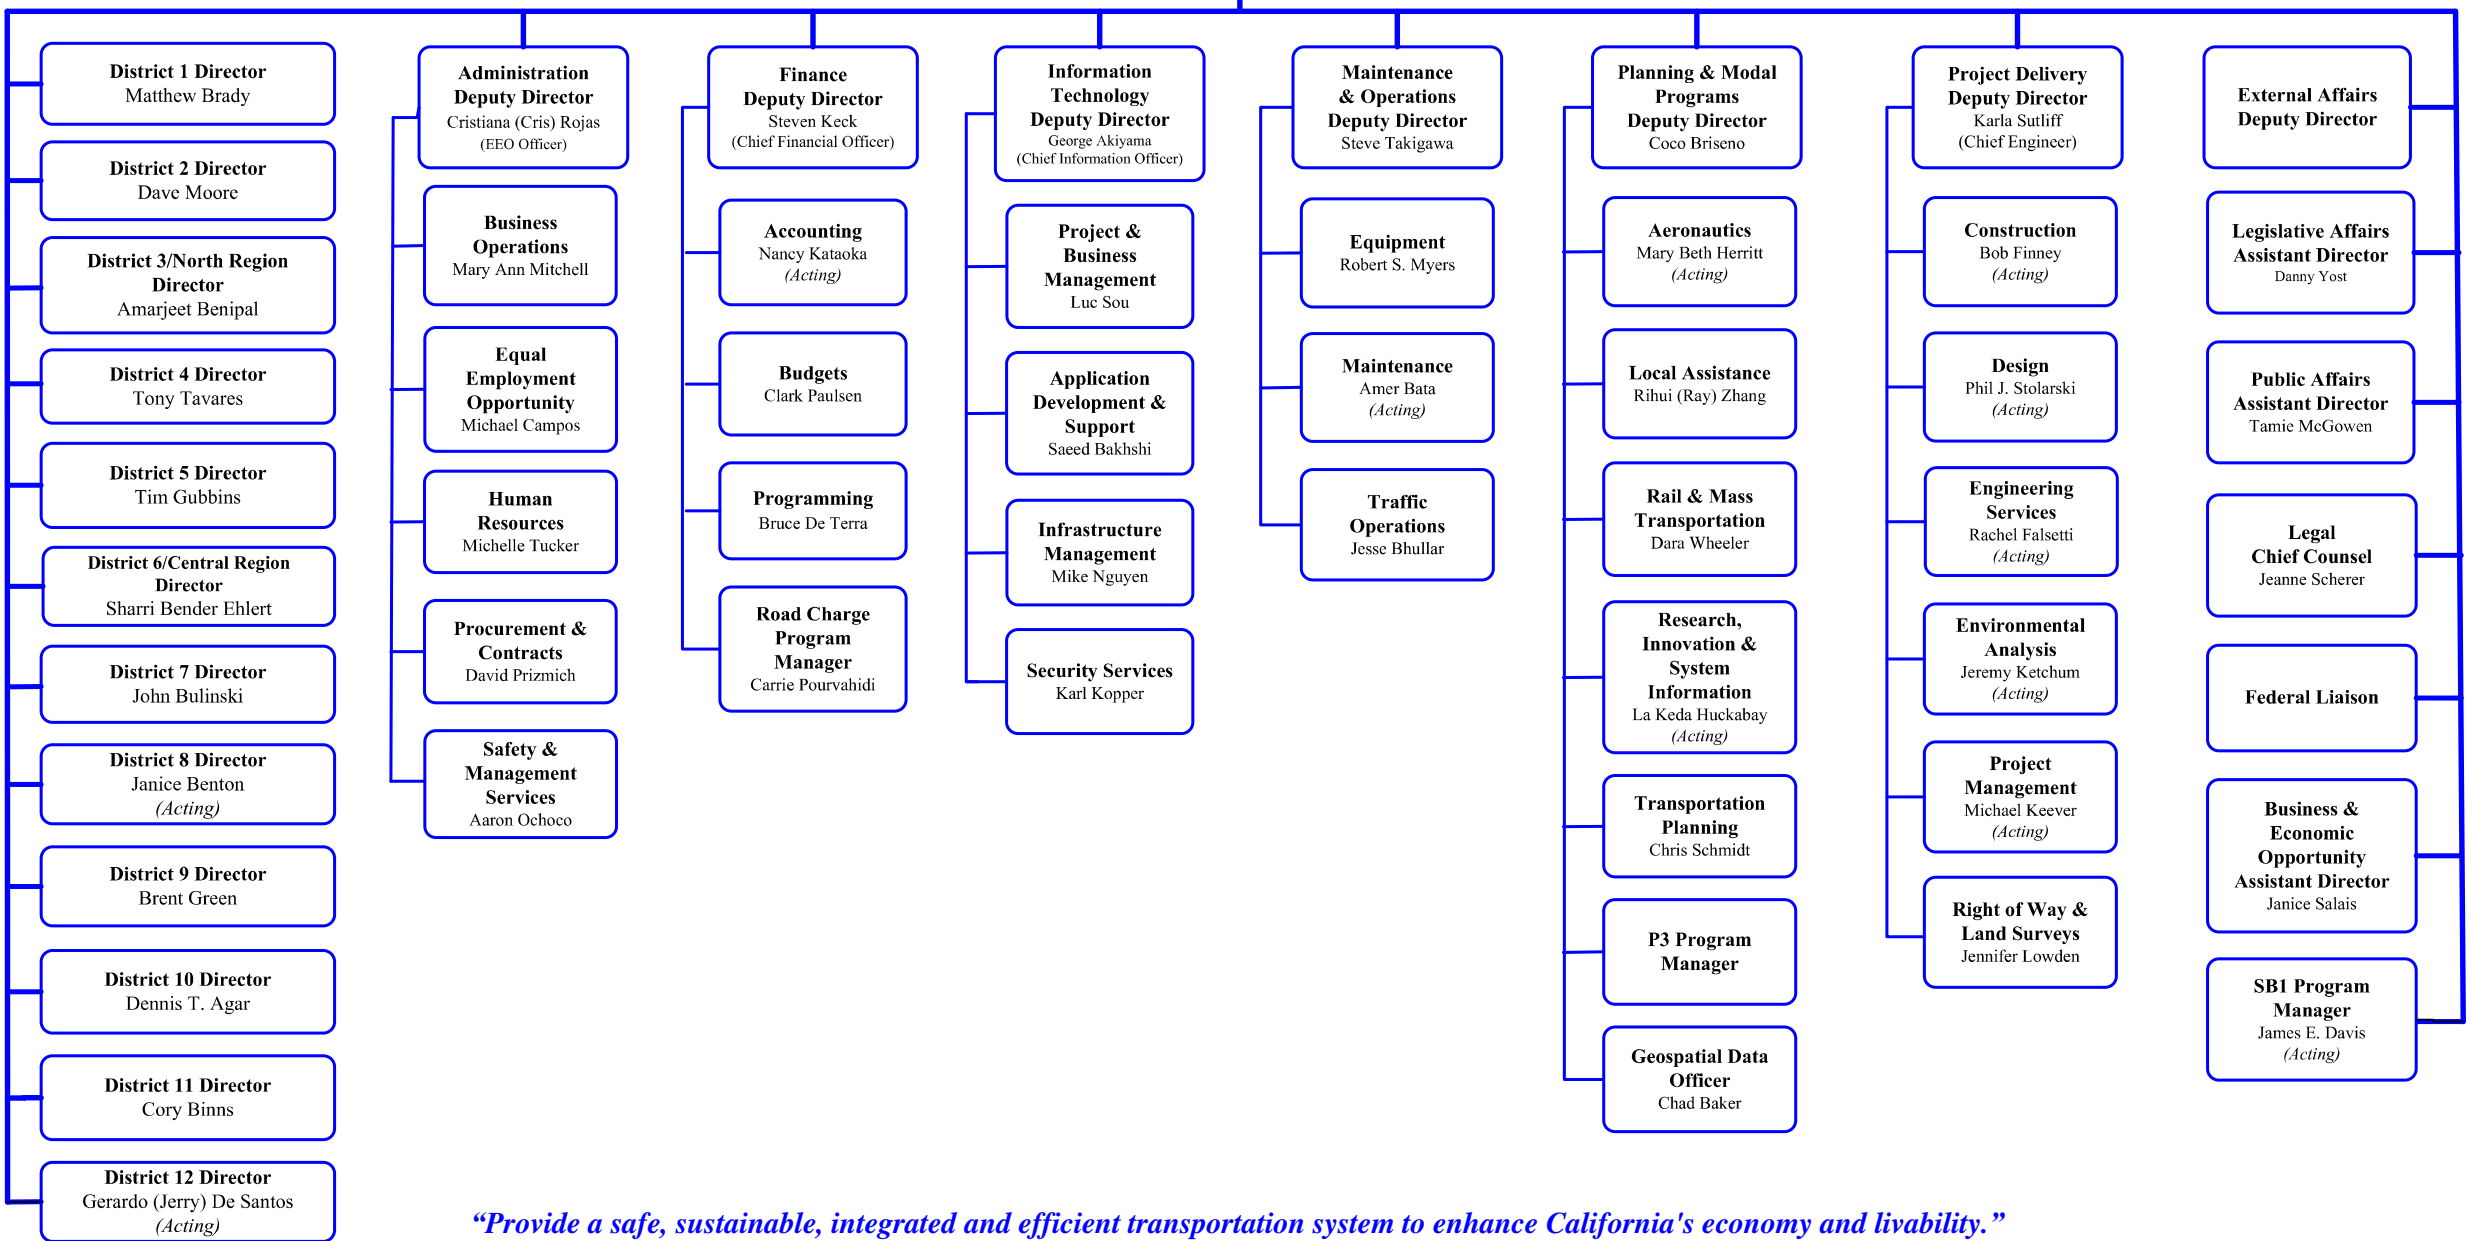 District 1 Director
Matthew Brady
District 2 Director
Dave Moore
District 3/North Region
Director
Amarjeet Benipal
District 4 Director
Tony Tavares
District 5 Director
Tim Gubbins
District 6/Central Region
Director
Sharri Bender Ehlert
District 7 Director
John Bulinski
District 8 Director
Janice Benton
(Acting)
District 9 Director
Brent Green
District 10 Director
Dennis T. Agar
District 11 Director
Cory Binns
District 12 Director
Gerardo (Jerry) De Santos
(Acting)
Administration
Deputy Director
Cristiana (Cris) Rojas
(EEO Officer)
Business
Operations
Mary Ann Mitchell
Equal
Employment
Opportunity
Michael Campos
Human
Resources
Michelle Tucker
Procurement &
Contracts
David Prizmich
Safety &
Management
Services
Aaron Ochoco
Finance
Deputy Director
Steven Keck
(Chief Financial Officer)
Accounting
Nancy Kataoka
(Acting)
Budgets
Clark Paulsen
Programming
Bruce De Terra
Road Charge
Program
Manager
Carrie Pourvahidi
Information
Technology
Deputy Director
George Akiyama
(Chief Information Officer)
Project &
Business
Management
Luc Sou
Application
Development &
Support
Saeed Bakhshi
Infrastructure
Management
Mike Nguyen
Security Services
Karl Kopper
Maintenance
& Operations
Deputy Director
Steve Takigawa
Equipment
Robert S. Myers
Maintenance
Amer Bata
(Acting)
Traffic
Operations
Jesse Bhullar
Planning & Modal
Programs
Deputy Director
Coco Briseno
Aeronautics
Mary Beth Herritt
(Acting)
Local Assistance
Rihui (Ray) Zhang
Rail & Mass
Transportation
Dara Wheeler
Research,
Innovation &
System
Information
La Keda Huckabay
(Acting)
Transportation
Planning
Chris Schmidt
P3 Program
Manager
Geospatial Data
Officer
Chad Baker
Project Delivery
Deputy Director
Karla Sutliff
(Chief Engineer)
Construction
Bob Finney
(Acting)
Design
Phil J. Stolarski
(Acting)
Engineering
Services
Rachel Falsetti
(Acting)
Environmental
Analysis
Jeremy Ketchum
(Acting)
Project
Management
Michael Keever
(Acting)
Right of Way &
Land Surveys
Jennifer Lowden
External Affairs
Deputy Director
Legislative Affairs
Assistant Director
Danny Yost
Public Affairs
Assistant Director
Tamie McGowen
Legal
Chief Counsel
Jeanne Scherer
Federal Liaison
Business &
Economic
Opportunity
Assistant Director
Janice Salais
SB1 Program
Manager
James E. Davis
(Acting)
“Provide a safe, sustainable, integrated and efficient transportation system to enhance California's economy and livability.”